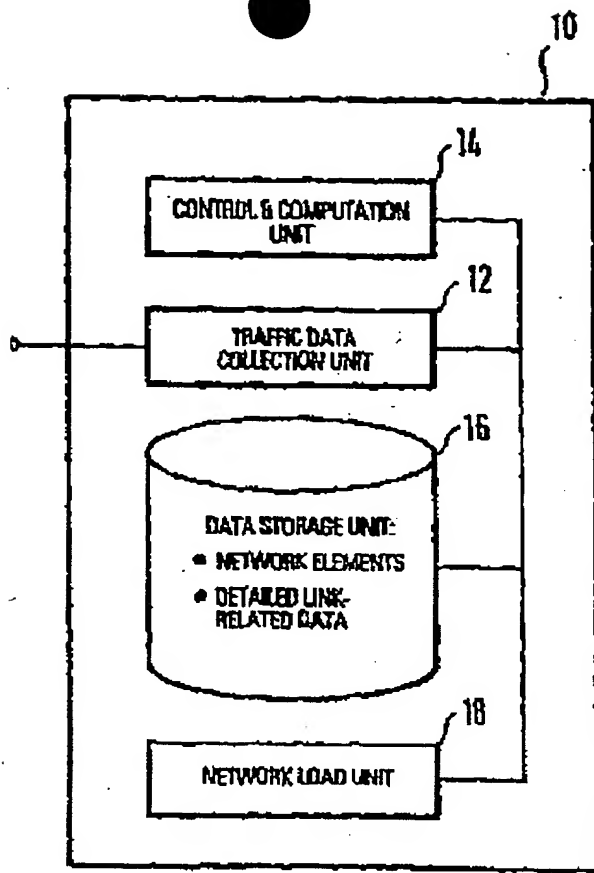 10
14
CONTROL & COMPUTATION
UNIT
12
TRAFFIC DATA
COLLECTION UNIT
16
DATA STORAGE UNIT:
• NETWORK ELEMENTS
• DETAILED LINK-
RELATED DATA
18
NETWORK LOAD UNIT